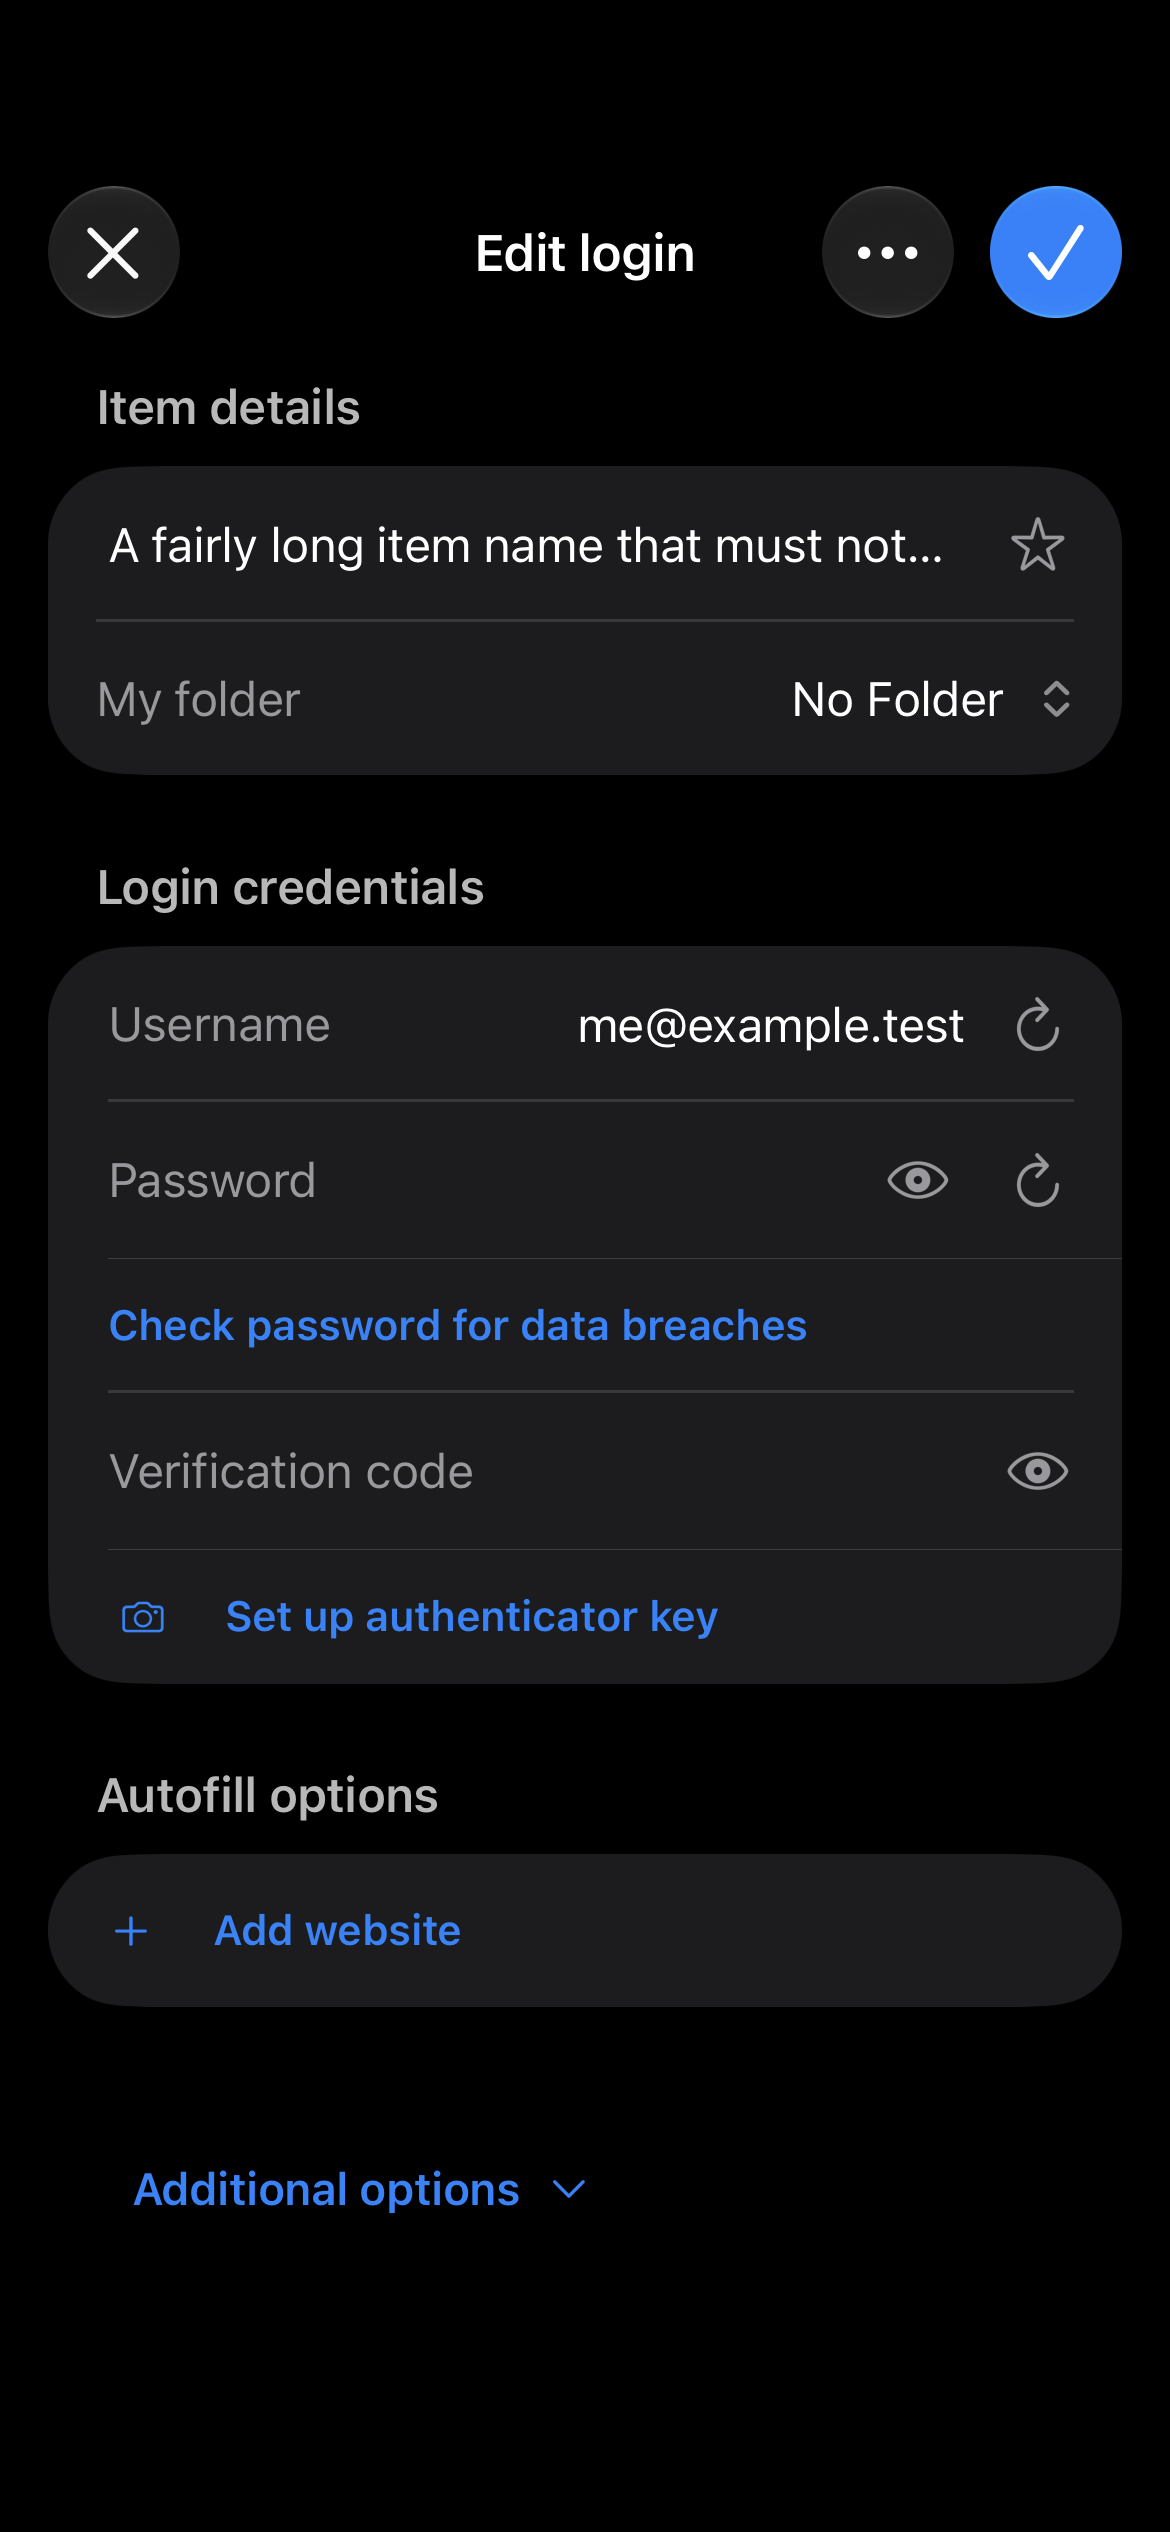 Edit login
Item details
A fairly long item name that must not...
My folder No Folder
Login credentials
Username me@example.test
Password
Check password for data breaches
Verification code
Set up authenticator key
Autofill options
Add website
Additional options